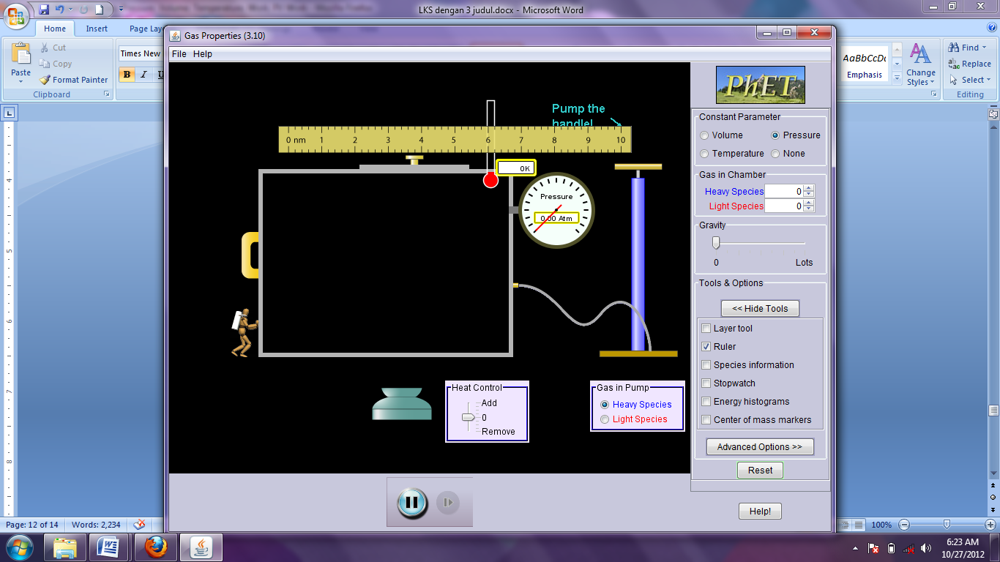 LKS dengan 3 judul.docx - Microsoft Word
Home
Insert
Page Lay
Paste
Cut
Copy
Format Painter
Clipboard
Times New
B I U
AaBbCcDc
Emphasis
Change
Styles
Find
Replace
Select
Editing
Gas Properties (3.10)
File Help
Pump the
handle!
0 nm 1 2 3 4 5 6 7 8 9 10
0K
Pressure
0.00 Atm
Heat Control
Add
0
Remove
Gas in Pump
Heavy Species
Light Species
PhET
Constant Parameter
Volume Pressure
Temperature None
Gas in Chamber
Heavy Species 0
Light Species 0
Gravity
0 Lots
Tools & Options
<< Hide Tools
Layer tool
Ruler
Species information
Stopwatch
Energy histograms
Center of mass markers
Advanced Options >>
Reset
Help!
L
4
5
6
7
8
Page: 12 of 14 Words: 2,234
100%
6:23 AM
10/27/2012